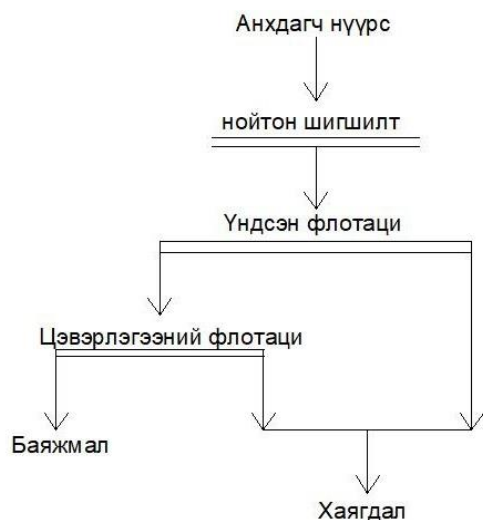 Анхдагч нүүрс
нойтон шигшилт
Үндсэн флотаци
Цэвэрлэгээний флотаци
Баяжмал
Хаягдал